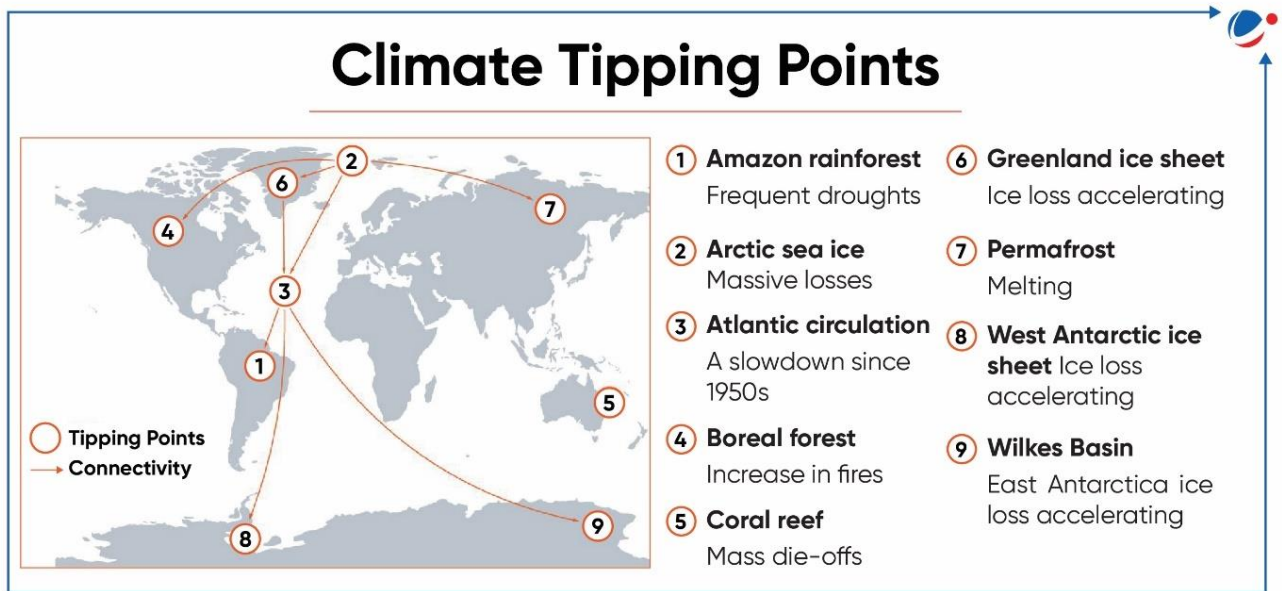 Climate Tipping Points
2
6
7
4
3
1
5
8
9
Tipping Points
Connectivity
1 Amazon rainforest
Frequent droughts
2 Arctic sea ice
Massive losses
3 Atlantic circulation
A slowdown since
1950s
4 Boreal forest
Increase in fires
5 Coral reef
Mass die-offs
6 Greenland ice sheet
Ice loss accelerating
7 Permafrost
Melting
8 West Antarctic ice
sheet Ice loss
accelerating
9 Wilkes Basin
East Antarctica ice
loss accelerating